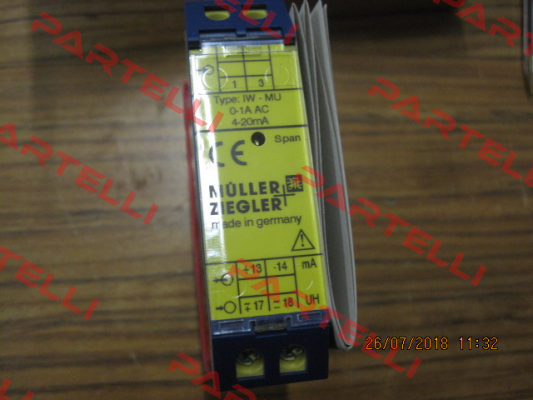 1 3
Type: IW - MU
0-1A AC
4-20mA
Span
CE
MÜLLER
ZIEGLER
made in germany
+13 -14 mA
17 18 UH
26/07/2018 11:32
PARTELLI
PARTELLI
PARTELLI
PARTELLI
PARTELLI